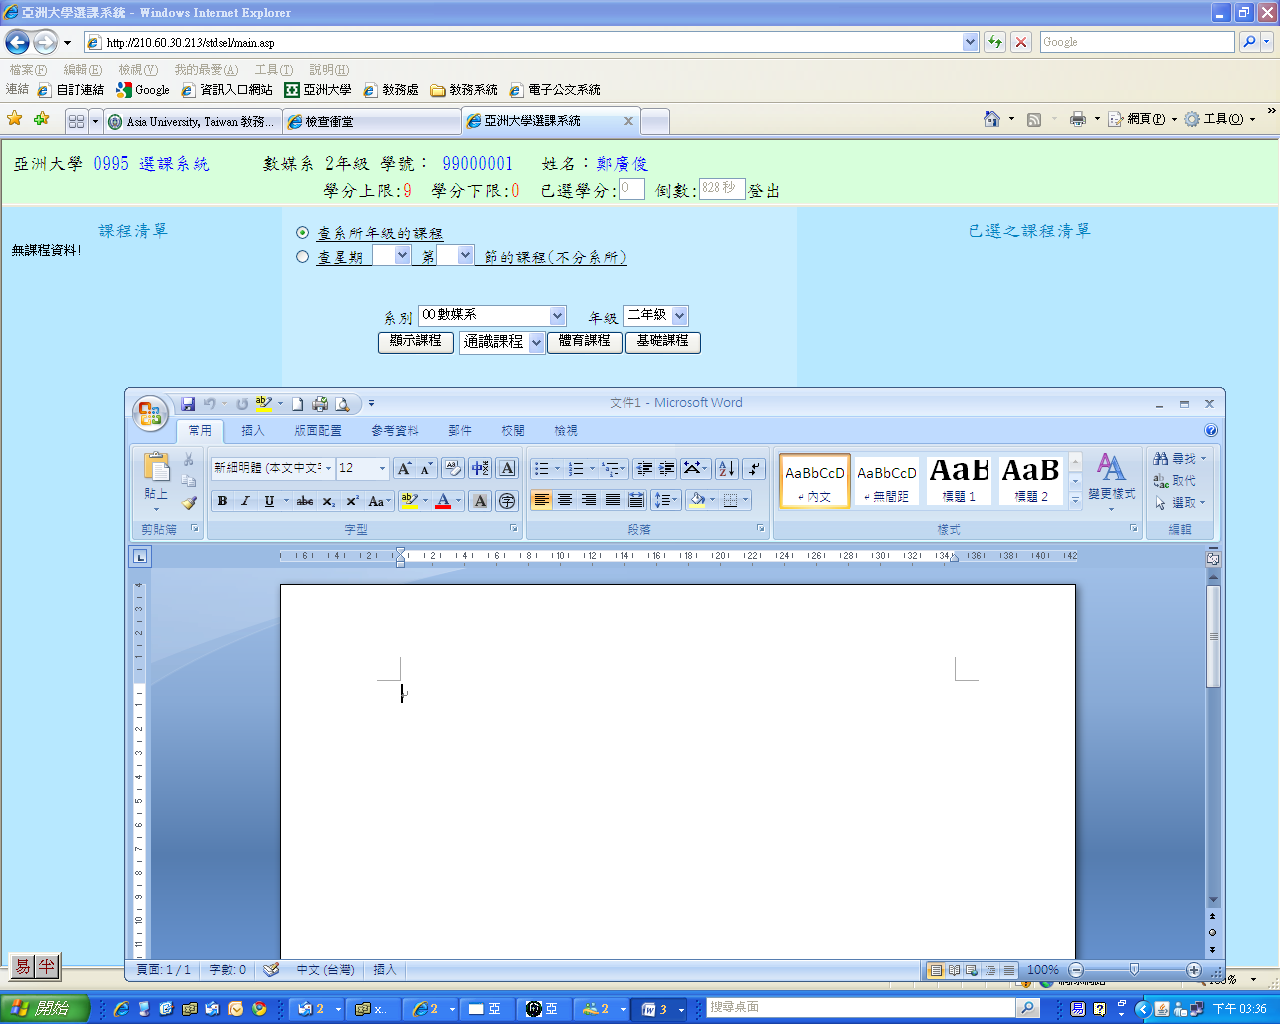 亞洲大學選課系統 - Windows Internet Explorer
http://210.60.30.213/stdsel/main.asp
Google
檔案(F) 編輯(E) 檢視(V) 我的最愛(A) 工具(T) 說明(H)
連結 自訂連結 Google 資訊入口網站 亞洲大學 教務處 教務系統 電子公文系統
Asia University, Taiwan 教務... 檢查衝堂 亞洲大學選課系統 網頁(P) 工具(O) »
亞洲大學 0995 選課系統 數媒系 2年級 學號： 99000001 姓名：鄭廣俊
學分上限:9 學分下限:0 已選學分:0 倒數:828 秒 登出
課程清單 查系所年級的課程 已選之課程清單
無課程資料!
查星期 第 節的課程(不分系所)
系別 00 數媒系 年級 二年級
顯示課程 通識課程 體育課程 基礎課程
文件1 - Microsoft Word
常用 插入 版面配置 參考資料 郵件 校閱 檢視
貼上 新細明體 (本文中文字 12
B I U abc x₂ x² Aa
AaBbCcD AaBbCcD AaB AaB
內文 無間距 標題 1 標題 2
變更樣式
尋找
取代
選取
剪貼簿 字型 段落 樣式 編輯
易 半
頁面: 1 / 1 字數: 0 中文 (台灣) 插入 100%
開始 2 x.. 2 亞 亞 2 3 搜尋桌面 易 下午 03:36